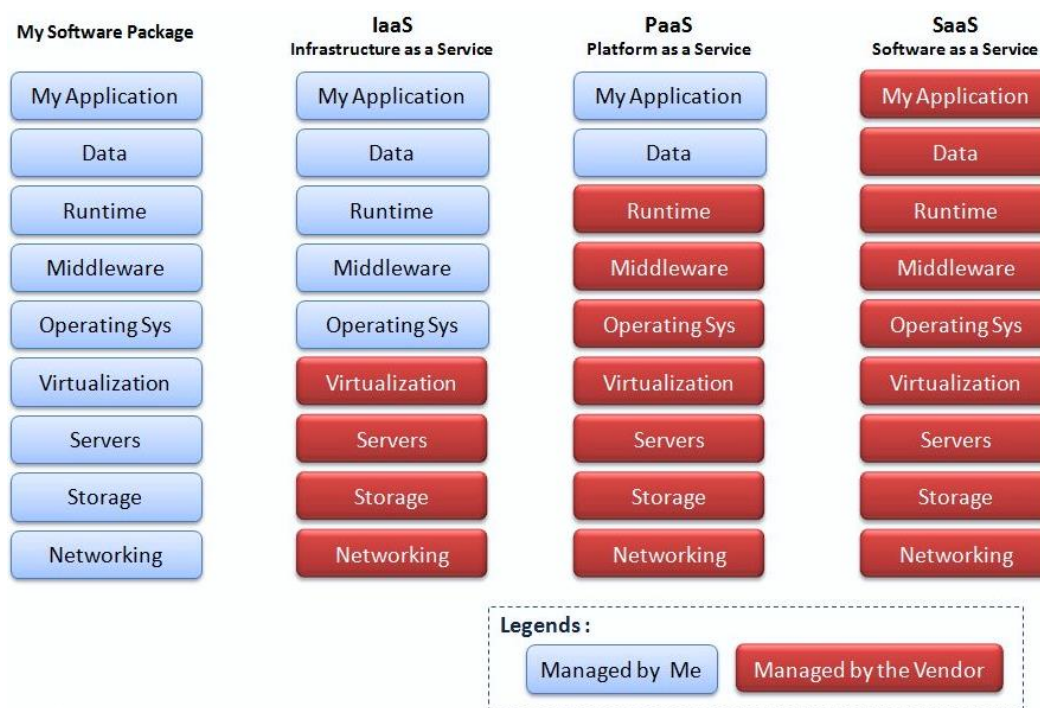 My Software Package
IaaS
Infrastructure as a Service
PaaS
Platform as a Service
SaaS
Software as a Service
My Application
Data
Runtime
Middleware
Operating Sys
Virtualization
Servers
Storage
Networking
My Application
Data
Runtime
Middleware
Operating Sys
Virtualization
Servers
Storage
Networking
My Application
Data
Runtime
Middleware
Operating Sys
Virtualization
Servers
Storage
Networking
My Application
Data
Runtime
Middleware
Operating Sys
Virtualization
Servers
Storage
Networking
Legends :
Managed by Me
Managed by the Vendor